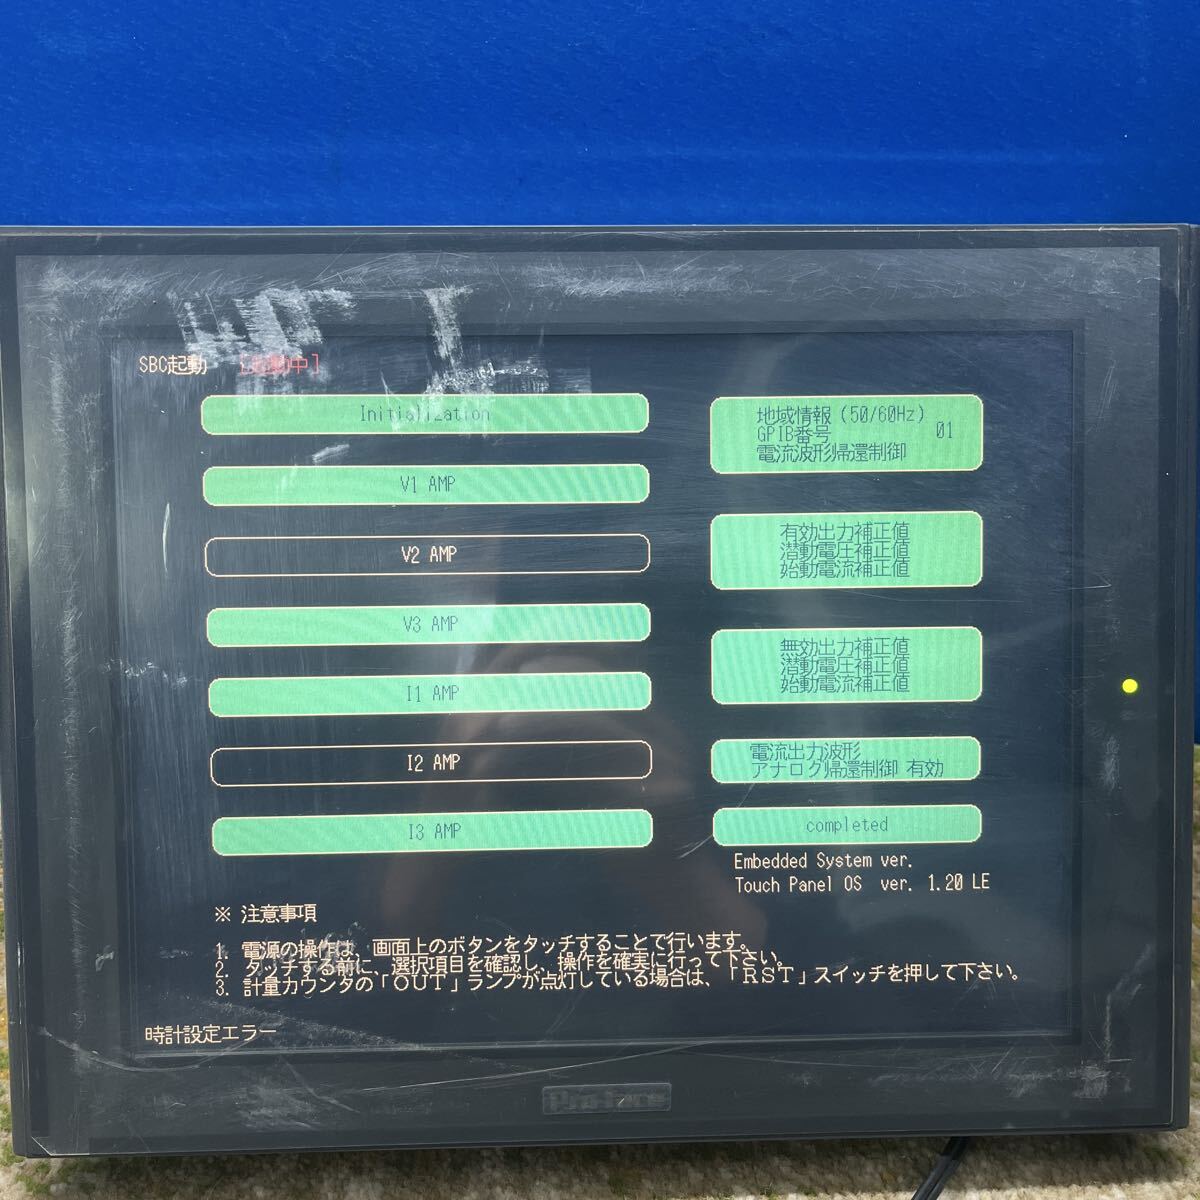 SBC起動 [起動中]
Initialization
V1 AMP
V2 AMP
V3 AMP
I1 AMP
I2 AMP
I3 AMP
地域情報(50/60Hz)
GPIB番号 01
電流波形帰還制御
有効出力補正値
潜動電圧補正値
始動電流補正値
無効出力補正値
潜動電圧補正値
始動電流補正値
電流出力波形
アナログ帰還制御 有効
completed
Embedded System ver.
Touch Panel OS ver. 1.20 LE
※ 注意事項
1. 電源の操作は、画面上のボタンをタッチすることで行います。
2. タッチする前に、選択項目を確認し、操作を確実に行って下さい。
3. 計量カウンタの「OUT」ランプが点灯している場合は、「RST」スイッチを押して下さい。
時計設定エラー
Pro-face